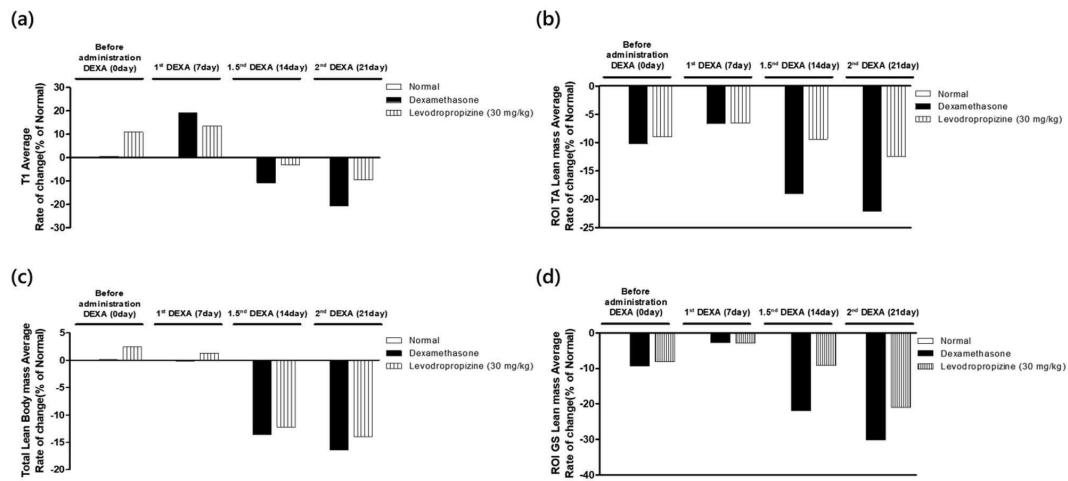 (a)
Before
administration
DEXA (0day)
1st DEXA (7day)
1.5nd DEXA (14day)
2nd DEXA (21day)
T1 Average
Rate of change(% of Normal)
30
20
10
0
-10
-20
-30
Normal
Dexamethasone
Levodropropizine (30 mg/kg)
(b)
Before
administration
DEXA (0day)
1st DEXA (7day)
1.5nd DEXA (14day)
2nd DEXA (21day)
ROI TA Lean mass Average
Rate of change(% of Normal)
0
-5
-10
-15
-20
-25
Normal
Dexamethasone
Levodropropizine (30 mg/kg)
(c)
Before
administration
DEXA (0day)
1st DEXA (7day)
1.5nd DEXA (14day)
2nd DEXA (21day)
Total Lean Body mass Average
Rate of change(% of Normal)
5
0
-5
-10
-15
-20
Normal
Dexamethasone
Levodropropizine (30 mg/kg)
(d)
Before
administration
DEXA (0day)
1st DEXA (7day)
1.5nd DEXA (14day)
2nd DEXA (21day)
ROI GS Lean mass Average
Rate of change(% of Normal)
0
-10
-20
-30
-40
Normal
Dexamethasone
Levodropropizine (30 mg/kg)